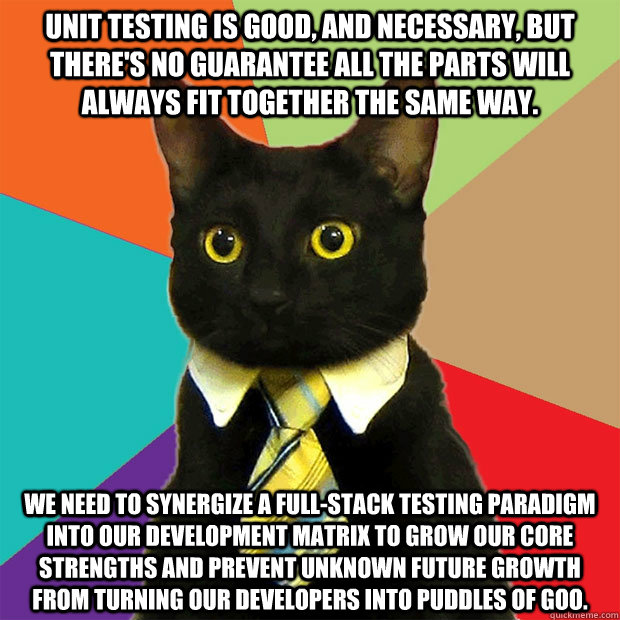 UNIT TESTING IS GOOD, AND NECESSARY, BUT
THERE'S NO GUARANTEE ALL THE PARTS WILL
ALWAYS FIT TOGETHER THE SAME WAY.
WE NEED TO SYNERGIZE A FULL-STACK TESTING PARADIGM
INTO OUR DEVELOPMENT MATRIX TO GROW OUR CORE
STRENGTHS AND PREVENT UNKNOWN FUTURE GROWTH
FROM TURNING OUR DEVELOPERS INTO PUDDLES OF GOO.
quickmeme.com